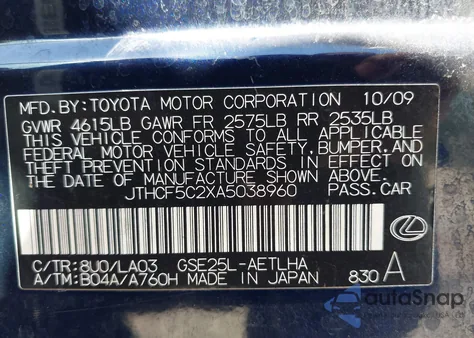 MFD. BY: TOYOTA MOTOR CORPORATION 10/09
GVWR 4615LB GAWR FR 2575LB RR 2535LB
THIS VEHICLE CONFORMS TO ALL APPLICABLE
FEDERAL MOTOR VEHICLE SAFETY, BUMPER, AND
THEFT PREVENTION STANDARDS IN EFFECT ON THE
DATE OF MANUFACTURE SHOWN ABOVE.
JTHCF5C2XA5038960 PASS. CAR
C/TR: 8U0/LA03 GSE25L-AETLHA
A/TM: B04A/A760H MADE IN JAPAN 830 A
autoSnap